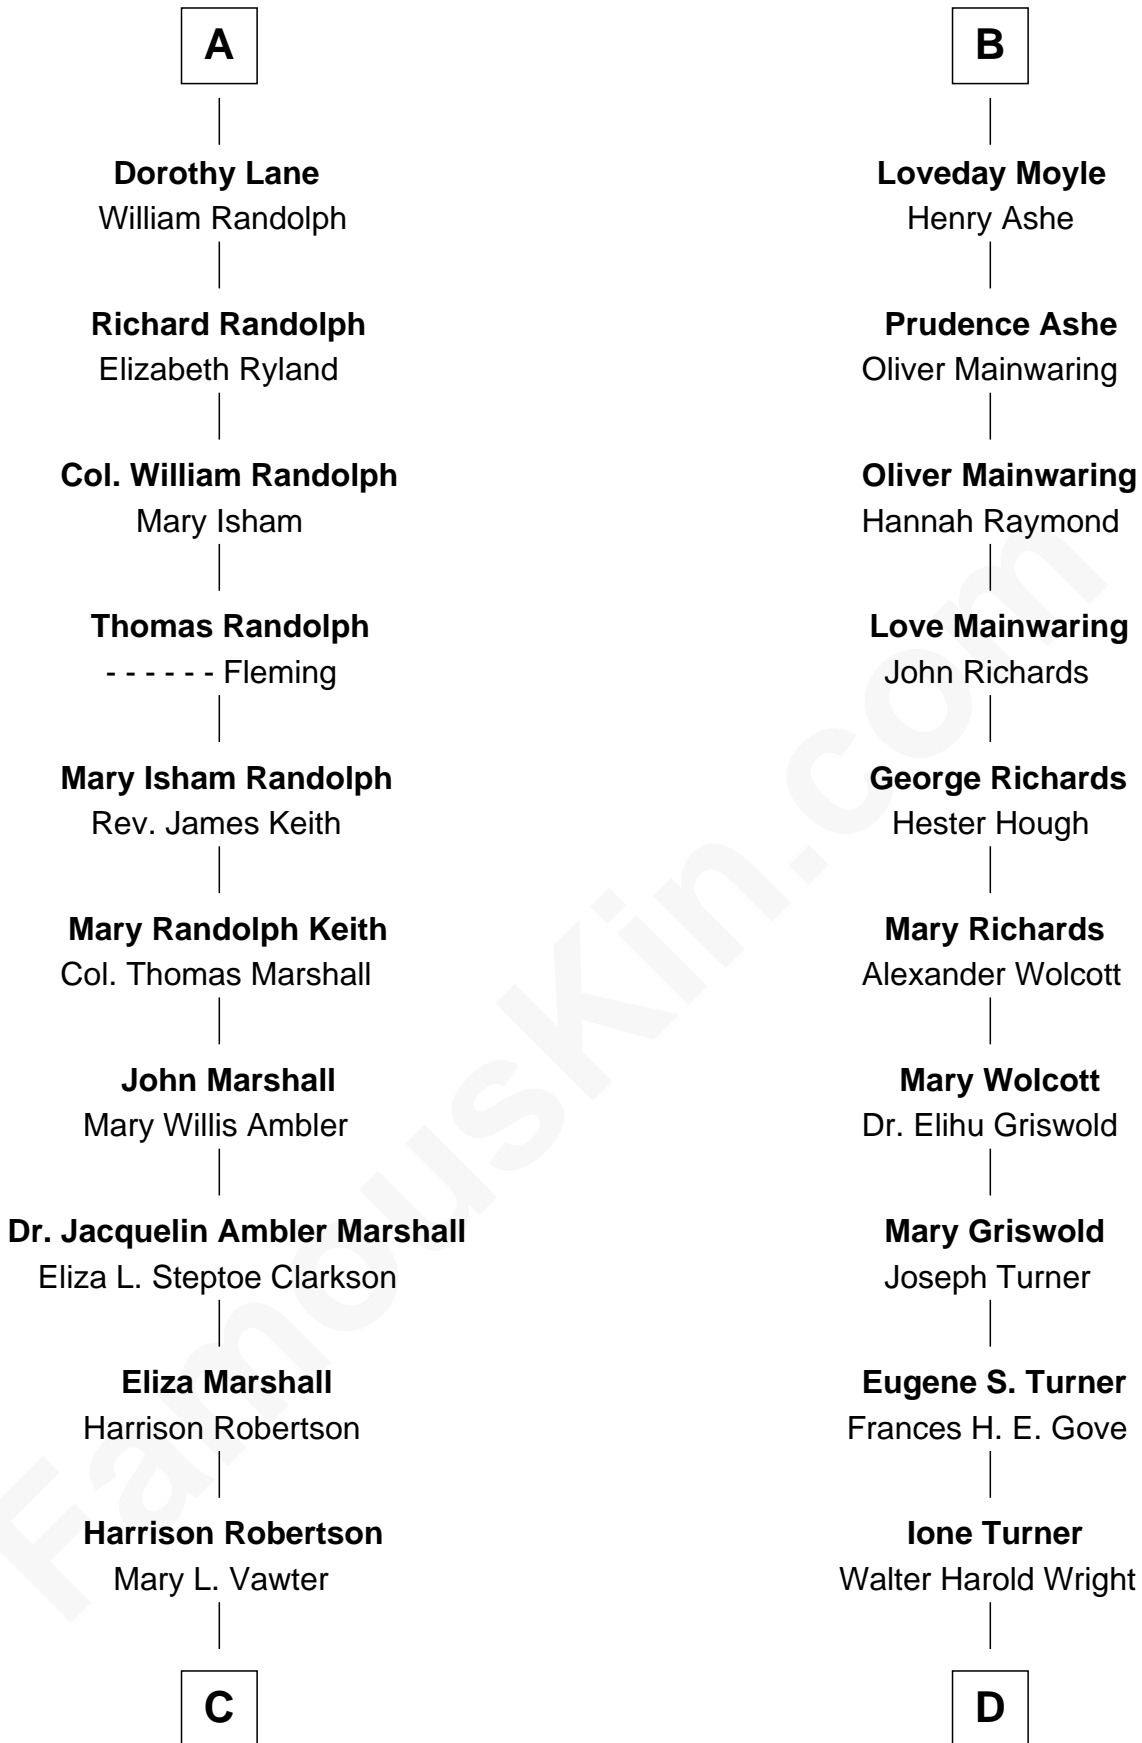 A
Dorothy Lane
William Randolph
Richard Randolph
Elizabeth Ryland
Col. William Randolph
Mary Isham
Thomas Randolph
- - - - - - Fleming
Mary Isham Randolph
Rev. James Keith
Mary Randolph Keith
Col. Thomas Marshall
John Marshall
Mary Willis Ambler
Dr. Jacquelin Ambler Marshall
Eliza L. Steptoe Clarkson
Eliza Marshall
Harrison Robertson
Harrison Robertson
Mary L. Vawter
C
B
Loveday Moyle
Henry Ashe
Prudence Ashe
Oliver Mainwaring
Oliver Mainwaring
Hannah Raymond
Love Mainwaring
John Richards
George Richards
Hester Hough
Mary Richards
Alexander Wolcott
Mary Wolcott
Dr. Elihu Griswold
Mary Griswold
Joseph Turner
Eugene S. Turner
Frances H. E. Gove
Ione Turner
Walter Harold Wright
D
FamousKin.com